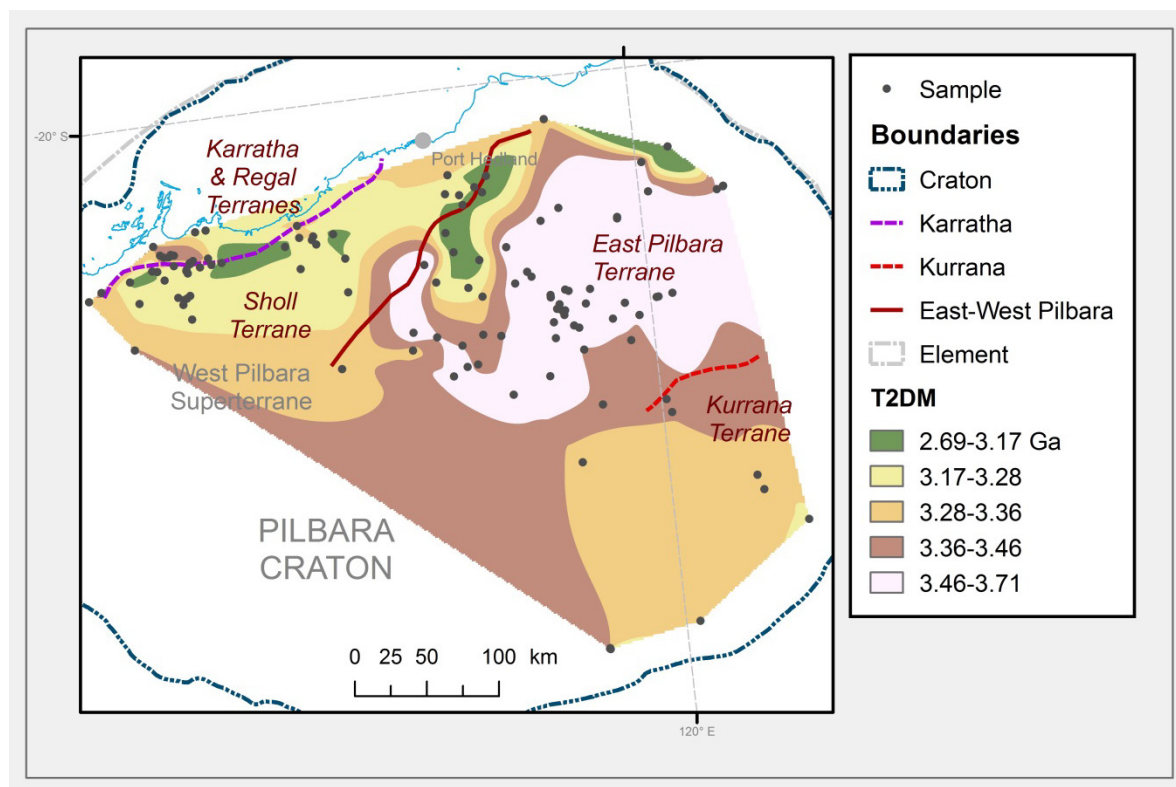 -20° S
Karratha
& Regal
Terranes
Port Hedland
East Pilbara
Terrane
Sholl
Terrane
West Pilbara
Superterrane
Kurrana
Terrane
PILBARA
CRATON
0 25 50 100 km
120° E
Sample
Boundaries
Craton
Karratha
Kurrana
East-West Pilbara
Element
T2DM
2.69-3.17 Ga
3.17-3.28
3.28-3.36
3.36-3.46
3.46-3.71